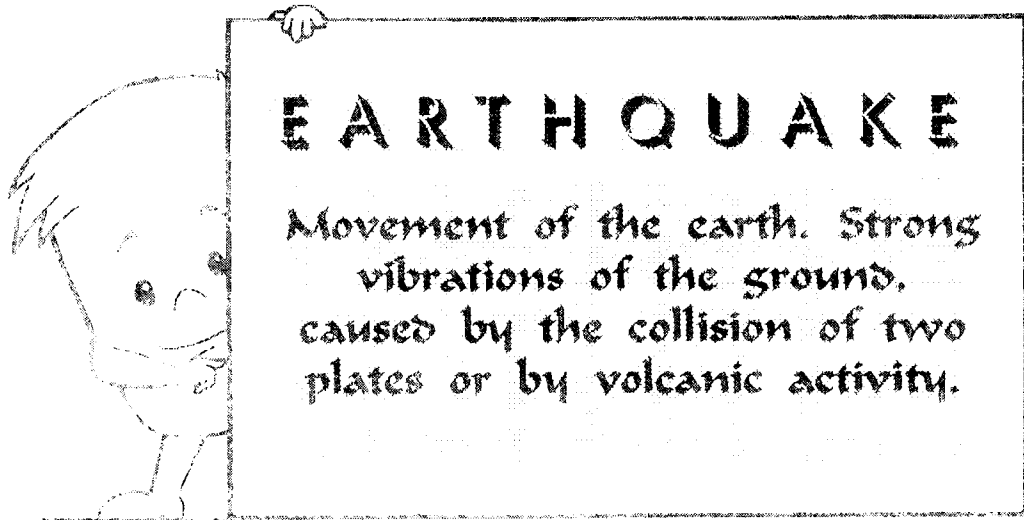 EARTHQUAKE
Movement of the earth. Strong
vibrations of the ground,
caused by the collision of two
plates or by volcanic activity.